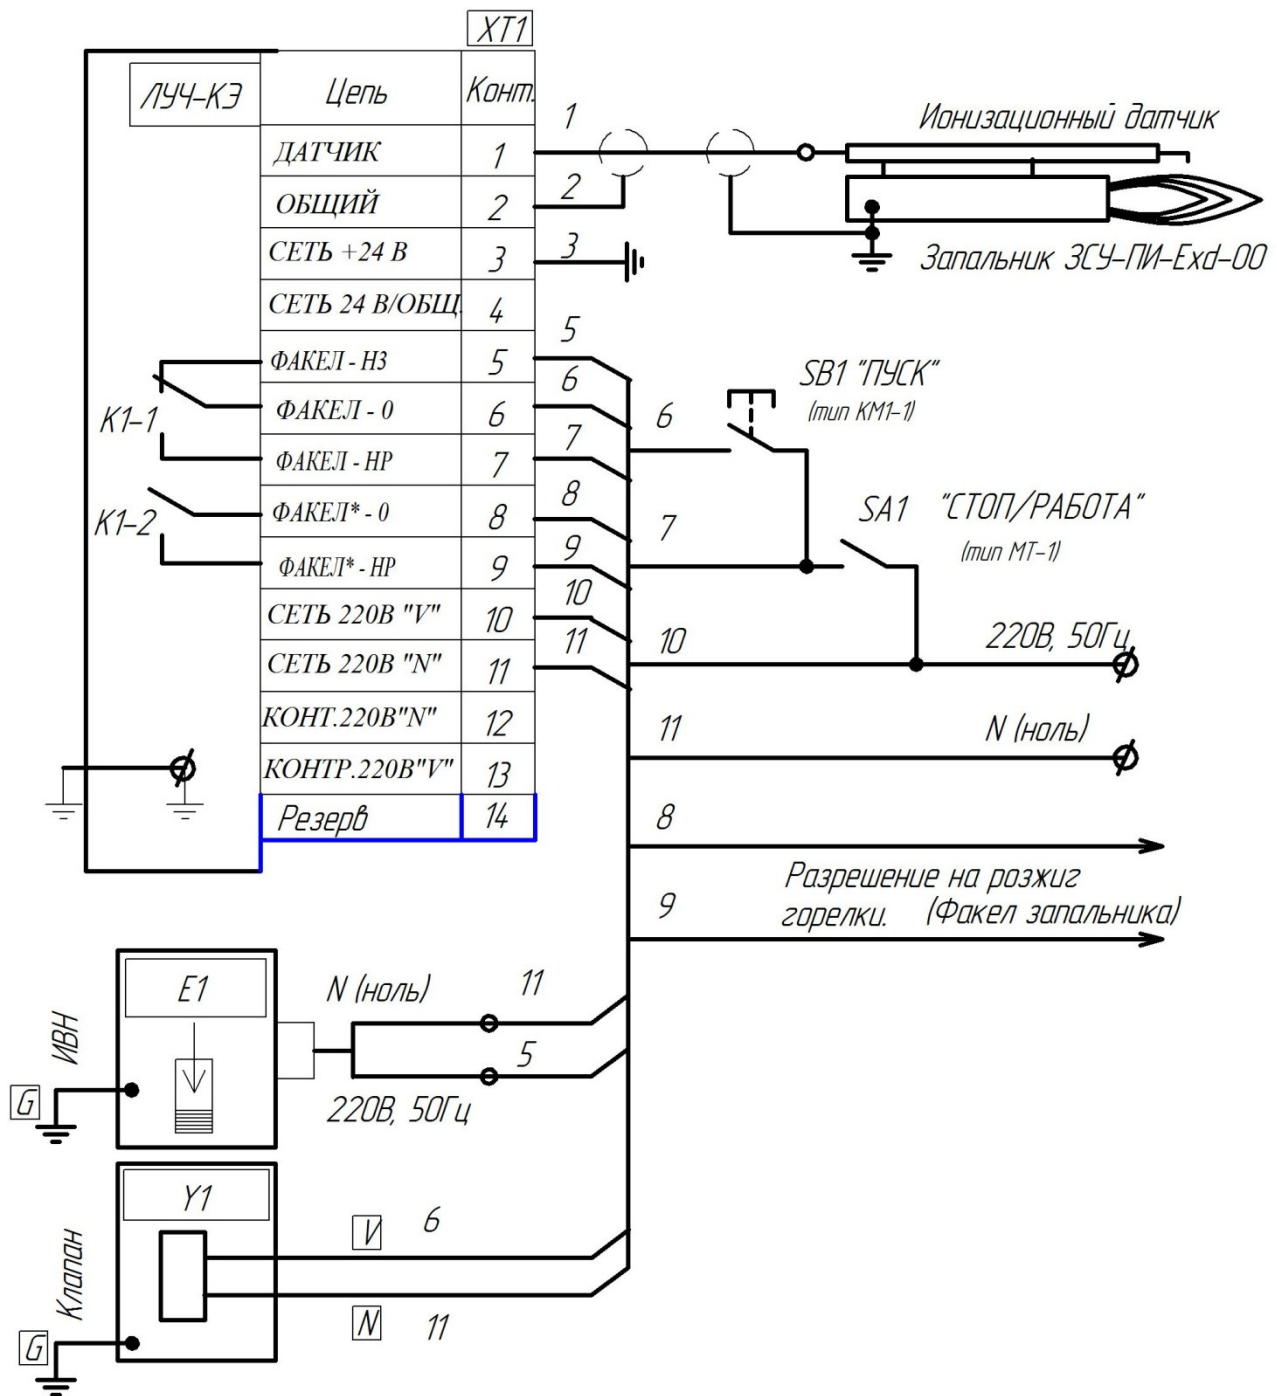 XT1
ЛУЧ-КЭ
Цепь
Конт.
ДАТЧИК
1
1
ОБЩИЙ
2
2
СЕТЬ +24 В
3
3
СЕТЬ 24 В/ОБЩ.
4
ФАКЕЛ - НЗ
5
5
ФАКЕЛ - 0
6
6
ФАКЕЛ - НР
7
7
ФАКЕЛ* - 0
8
8
ФАКЕЛ* - НР
9
9
СЕТЬ 220В "V"
10
10
СЕТЬ 220В "N"
11
11
КОНТ.220В"N"
12
КОНТР.220В"V"
13
Резерв
14
К1-1
К1-2
Ионизационный датчик
Запальник ЗСУ-ПИ-Exd-00
SB1 "ПУСК"
(тип КМ1-1)
6
SA1 "СТОП/РАБОТА"
(тип МТ-1)
7
10
220В, 50Гц
11
N (ноль)
8
Разрешение на розжиг
горелки. (Факел запальника)
9
E1
ИВН
G
N (ноль)
11
5
220В, 50Гц
Y1
Клапан
G
V
6
N
11